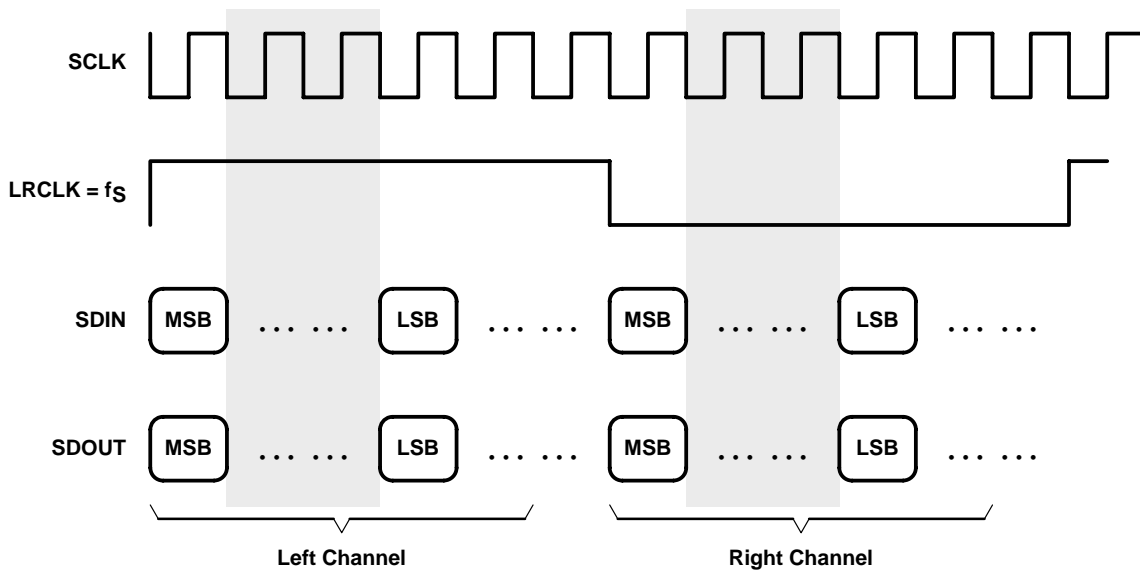 SCLK
LRCLK = fS
SDIN MSB ... ... LSB ... ... MSB ... ... LSB ... ...
SDOUT MSB ... ... LSB ... ... MSB ... ... LSB ... ...
Left Channel Right Channel